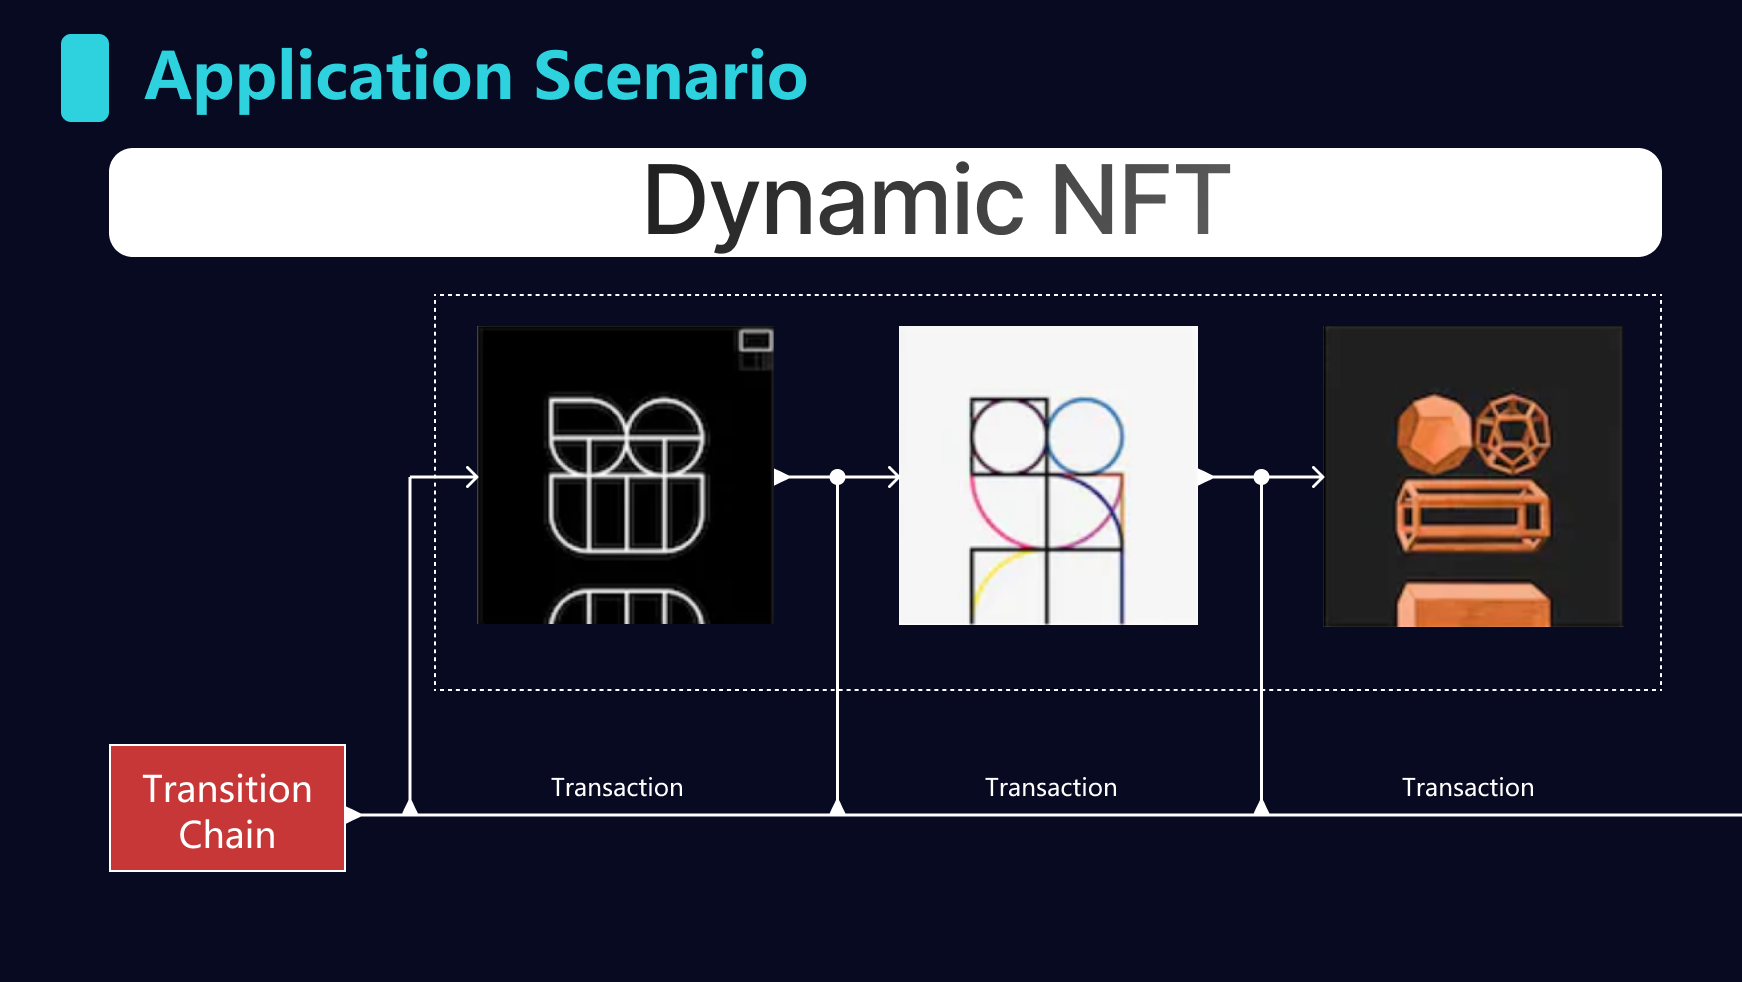 Application Scenario
Dynamic NFT
Transition
Chain
Transaction
Transaction
Transaction